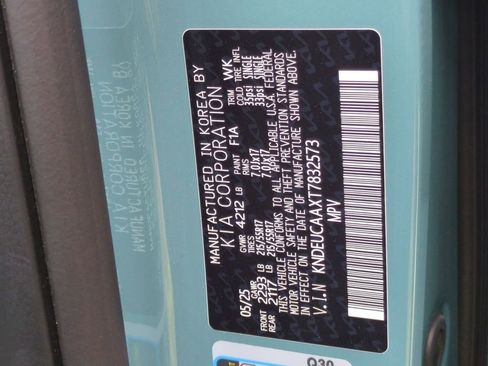 MANUFACTURED IN KOREA BY
KIA CORPORATION
05/25 GVWR 4212 LB PAINT F1A TRIM WK
TIRES RIMS COLD TIRE INFL
FRONT 2293 LB 215/55R17 7.0JX17 35psi SINGLE
REAR 2117 LB 215/55R17 7.0JX17 33psi SINGLE
THIS VEHICLE CONFORMS TO ALL APPLICABLE U.S.A. FEDERAL
MOTOR VEHICLE SAFETY AND THEFT PREVENTION STANDARDS
IN EFFECT ON THE DATE OF MANUFACTURE SHOWN ABOVE.
V.I.N KNDEUCAAXT7832573
MPV
030